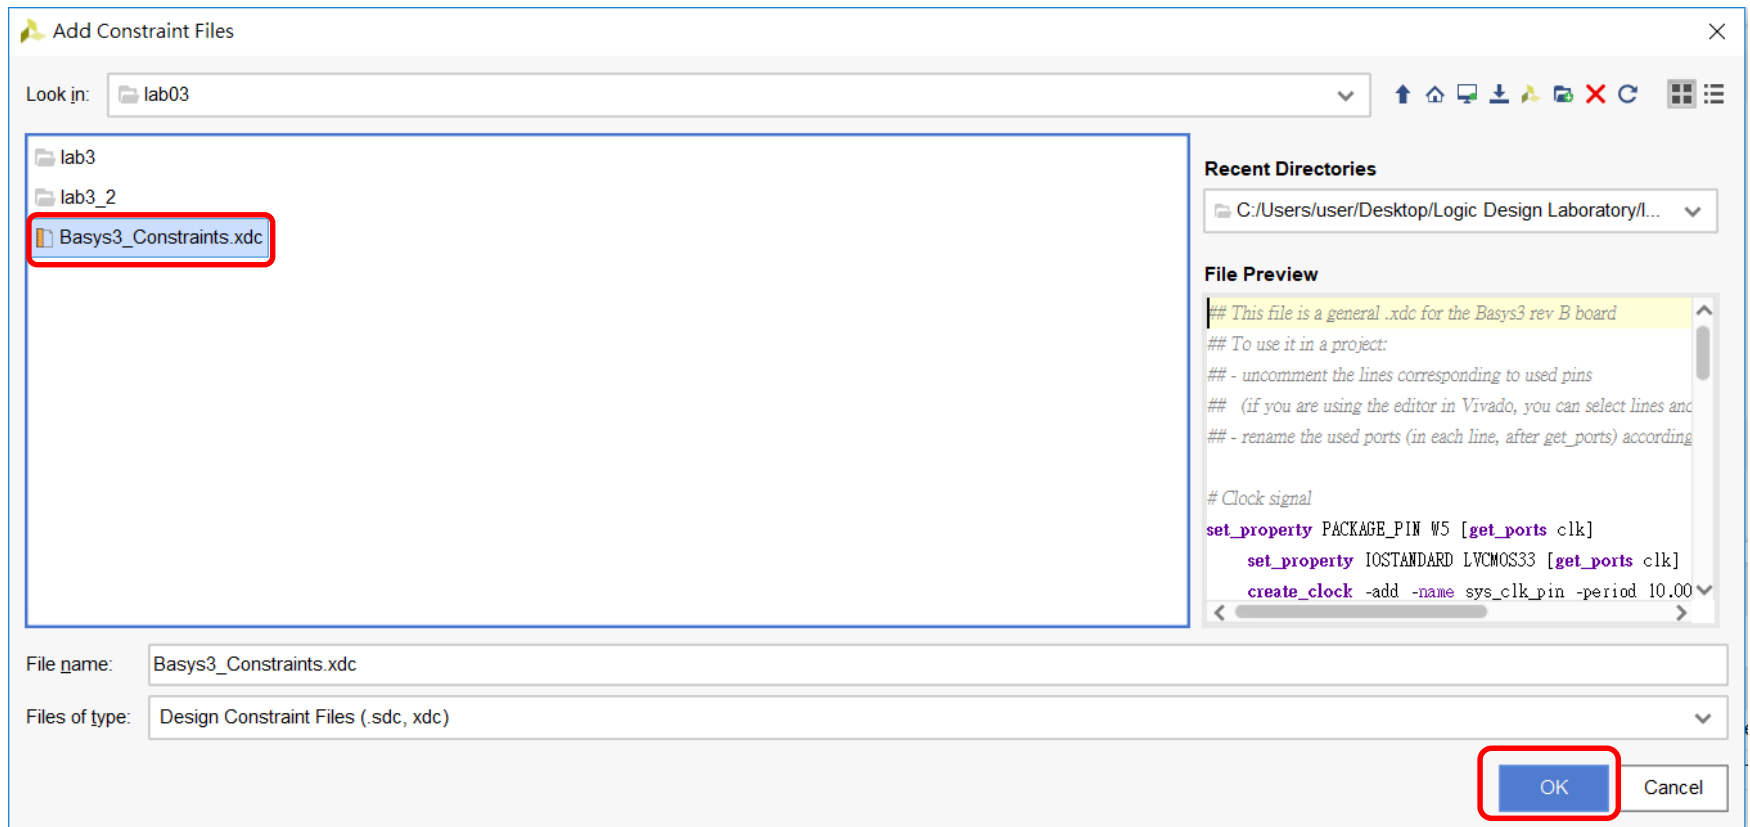 Add Constraint Files
Look in: lab03
lab3
lab3_2
Basys3_Constraints.xdc
Recent Directories
C:/Users/user/Desktop/Logic Design Laboratory/l...
File Preview
## This file is a general .xdc for the Basys3 rev B board
## To use it in a project:
## - uncomment the lines corresponding to used pins
## (if you are using the editor in Vivado, you can select lines and
## - rename the used ports (in each line, after get_ports) according
# Clock signal
set_property PACKAGE_PIN W5 [get_ports clk]
set_property IOSTANDARD LVCMOS33 [get_ports clk]
create_clock -add -name sys_clk_pin -period 10.00
File name: Basys3_Constraints.xdc
Files of type: Design Constraint Files (.sdc, xdc)
OK Cancel